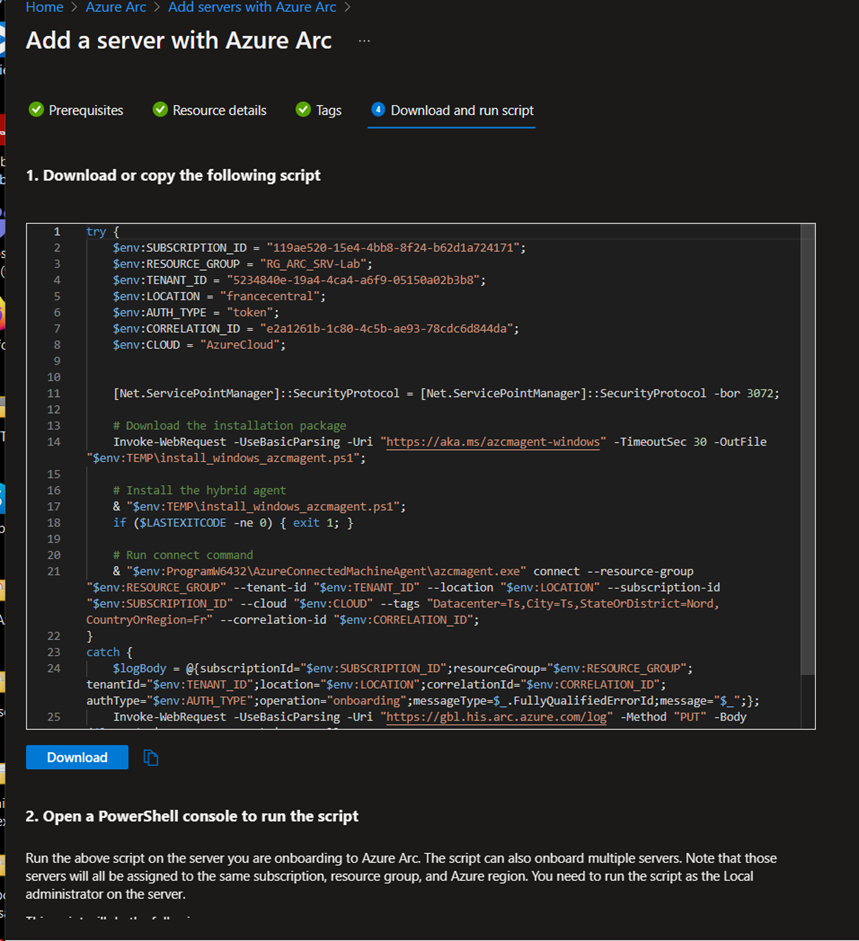 Home > Azure Arc > Add servers with Azure Arc >
Add a server with Azure Arc ...
Prerequisites Resource details Tags 4 Download and run script
1. Download or copy the following script
1 try {
2 $env:SUBSCRIPTION_ID = "119ae520-15e4-4bb8-8f24-b62d1a724171";
3 $env:RESOURCE_GROUP = "RG_ARC_SRV-Lab";
4 $env:TENANT_ID = "5234840e-19a4-4ca4-a6f9-05150a02b3b8";
5 $env:LOCATION = "francecentral";
6 $env:AUTH_TYPE = "token";
7 $env:CORRELATION_ID = "e2a1261b-1c80-4c5b-ae93-78cdc6d844da";
8 $env:CLOUD = "AzureCloud";
9
10
11 [Net.ServicePointManager]::SecurityProtocol = [Net.ServicePointManager]::SecurityProtocol -bor 3072;
12
13 # Download the installation package
14 Invoke-WebRequest -UseBasicParsing -Uri "https://aka.ms/azcmagent-windows" -TimeoutSec 30 -OutFile
"$env:TEMP\install_windows_azcmagent.ps1";
15
16 # Install the hybrid agent
17 & "$env:TEMP\install_windows_azcmagent.ps1";
18 if ($LASTEXITCODE -ne 0) { exit 1; }
19
20 # Run connect command
21 & "$env:ProgramW6432\AzureConnectedMachineAgent\azcmagent.exe" connect --resource-group
"$env:RESOURCE_GROUP" --tenant-id "$env:TENANT_ID" --location "$env:LOCATION" --subscription-id
"$env:SUBSCRIPTION_ID" --cloud "$env:CLOUD" --tags "Datacenter=Ts,City=Ts,StateOrDistrict=Nord,
CountryOrRegion=Fr" --correlation-id "$env:CORRELATION_ID";
22 }
23 catch {
24 $logBody = @{subscriptionId="$env:SUBSCRIPTION_ID";resourceGroup="$env:RESOURCE_GROUP";
tenantId="$env:TENANT_ID";location="$env:LOCATION";correlationId="$env:CORRELATION_ID";
authType="$env:AUTH_TYPE";operation="onboarding";messageType=$_.FullyQualifiedErrorId;message="$_";};
25 Invoke-WebRequest -UseBasicParsing -Uri "https://gbl.his.arc.azure.com/log" -Method "PUT" -Body
Download
2. Open a PowerShell console to run the script
Run the above script on the server you are onboarding to Azure Arc. The script can also onboard multiple servers. Note that those
servers will all be assigned to the same subscription, resource group, and Azure region. You need to run the script as the Local
administrator on the server.